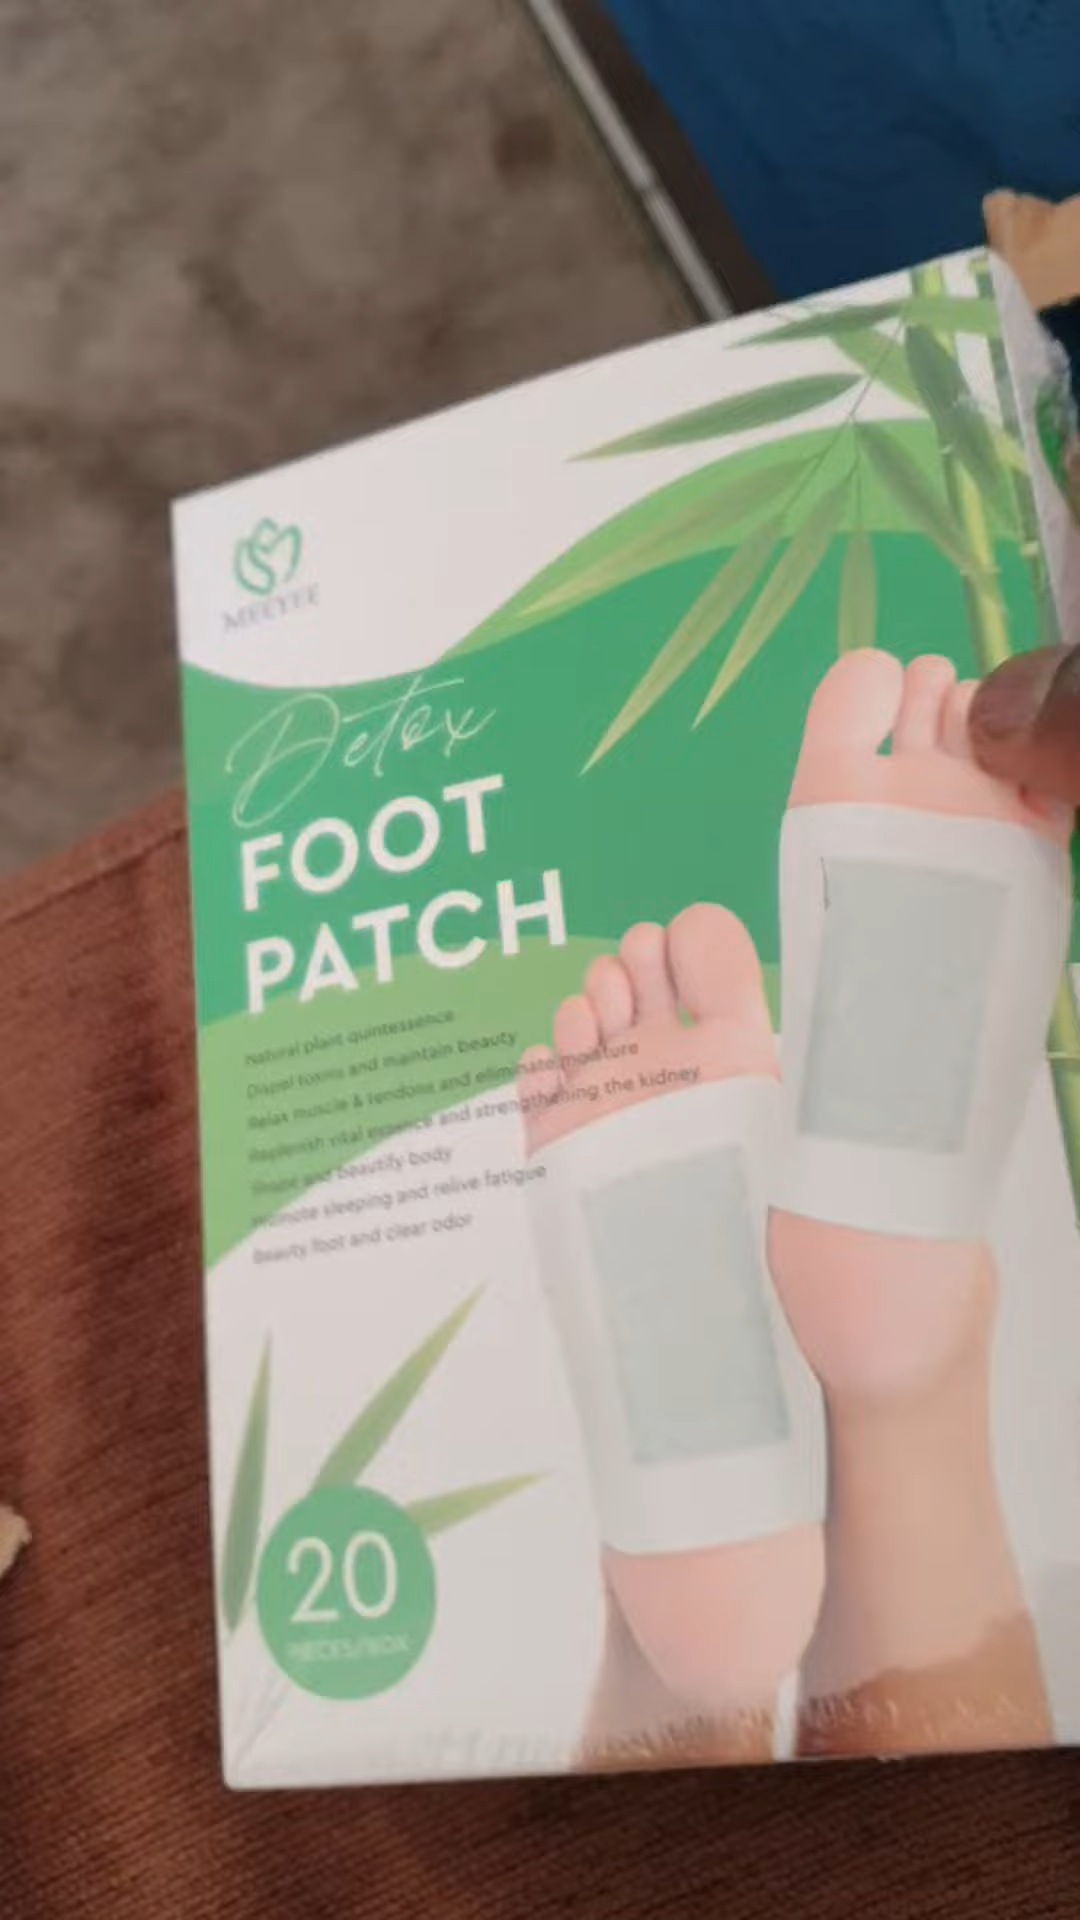 MEEYEE
Detox
FOOT
PATCH
Natural plant quintessence
Dispel toxins and maintain beauty
Relax muscle & tendons and eliminate moisture
Replenish vital essence and strengthening the kidney
Shape and beautify body
Promote sleeping and relive fatigue
Beauty foot and clear odor
20
PIECES/BOX